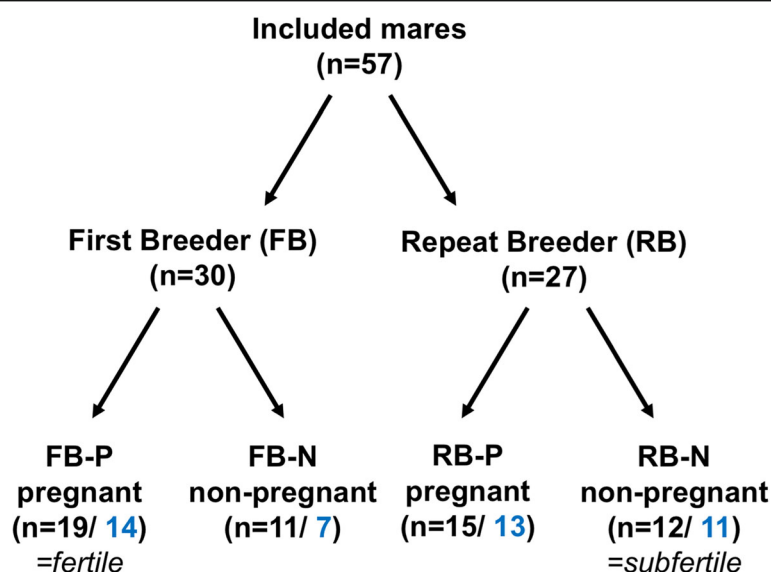 Included mares
(n=57)
First Breeder (FB)
(n=30)
Repeat Breeder (RB)
(n=27)
FB-P
pregnant
(n=19/ 14)
=fertile
FB-N
non-pregnant
(n=11/ 7)
RB-P
pregnant
(n=15/ 13)
RB-N
non-pregnant
(n=12/ 11)
=subfertile